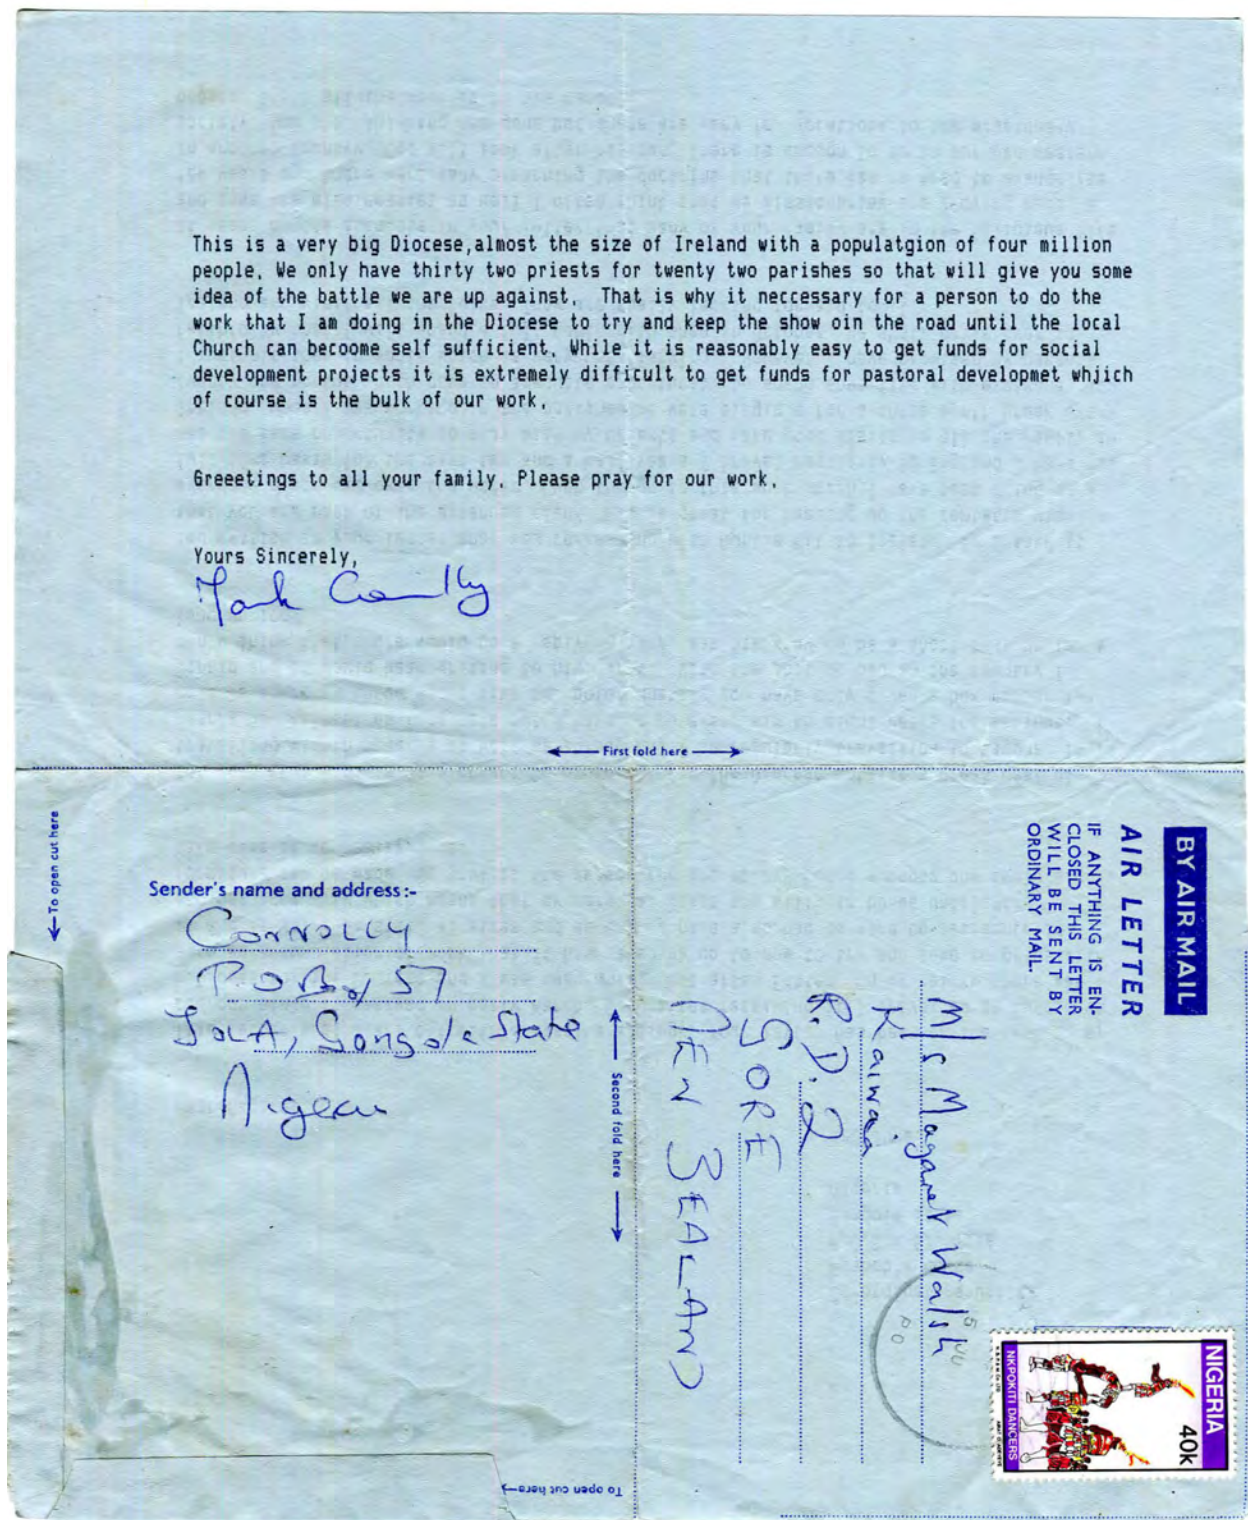 This is a very big Diocese,almost the size of Ireland with a populatgion of four million
people. We only have thirty two priests for twenty two parishes so that will give you some
idea of the battle we are up against. That is why it neccessary for a person to do the
work that I am doing in the Diocese to try and keep the show oin the road until the local
Church can becoome self sufficient. While it is reasonably easy to get funds for social
development projects it is extremely difficult to get funds for pastoral developmet whjich
of course is the bulk of our work.
Greeetings to all your family. Please pray for our work.
Yours Sincerely,
First fold here
To open cut here
Sender's name and address:-
CONNOLLY
P.O Box 57
YOLA, Gongola State
Nigeria
Second fold here
To open cut here
BY AIR MAIL
AIR LETTER
IF ANYTHING IS EN-
CLOSED THIS LETTER
WILL BE SENT BY
ORDINARY MAIL.
M/s Magaret Walsh
R.D. 2
GORE
NEW ZEALAND
NIGERIA
40k
NKPOKITI DANCERS